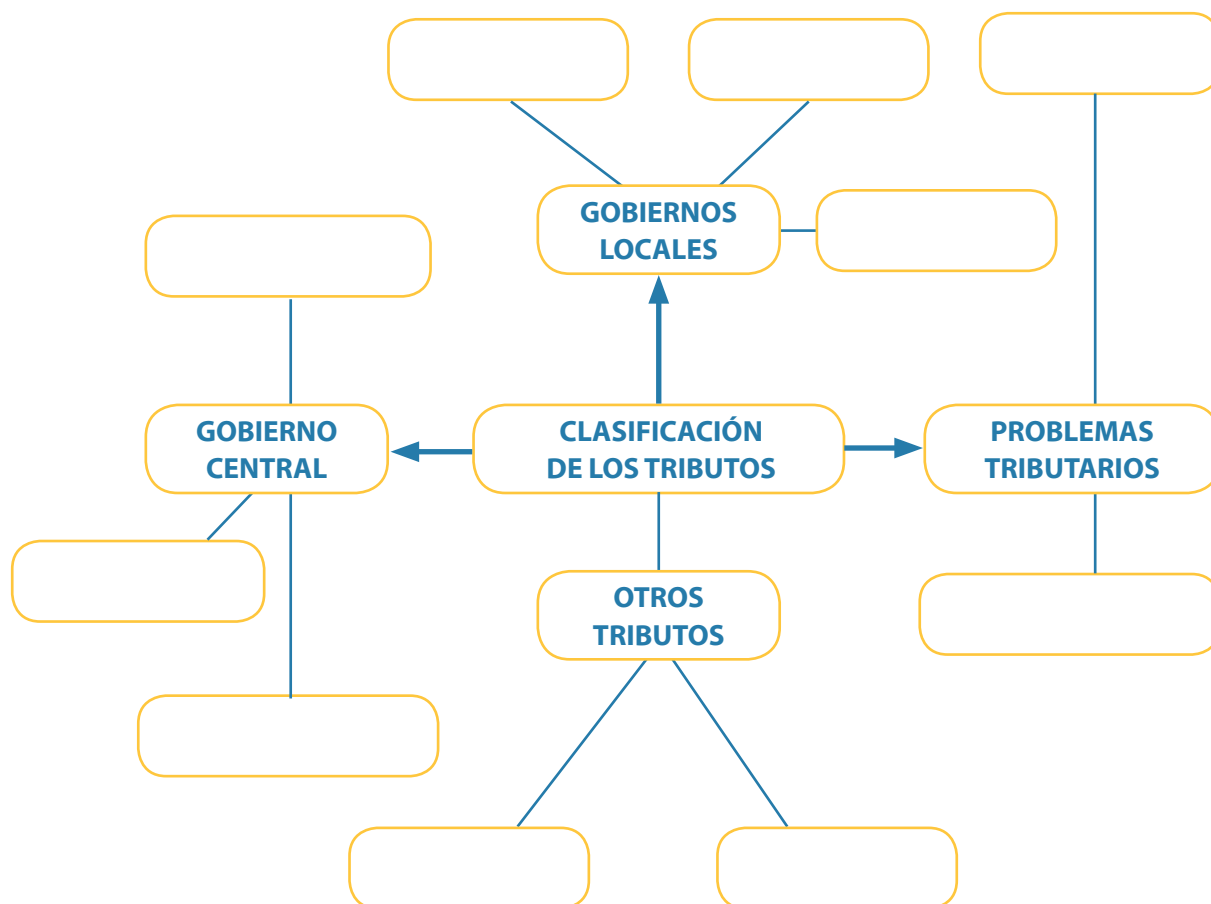 GOBIERNOS
LOCALES
GOBIERNO
CENTRAL
CLASIFICACIÓN
DE LOS TRIBUTOS
PROBLEMAS
TRIBUTARIOS
OTROS
TRIBUTOS